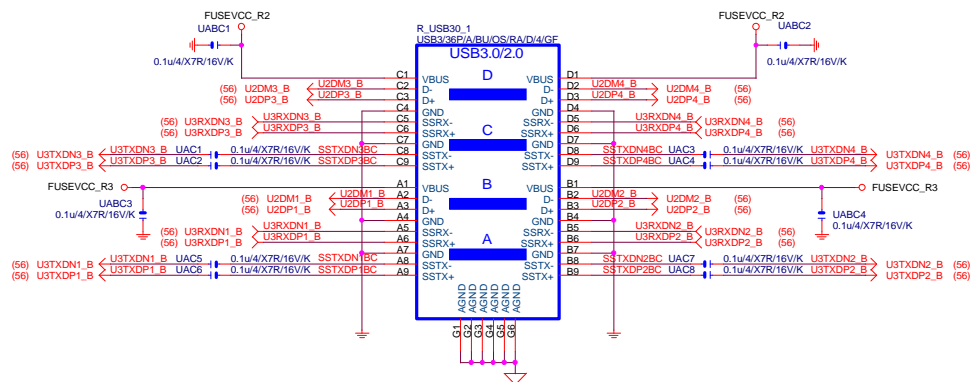 FUSEVCC_R2
UABC1
0.1u/4/X7R/16V/K
R_USB30_1
USB3/36P/A/BU/OS/RA/D/4/GF
USB3.0/2.0
FUSEVCC_R2
UABC2
0.1u/4/X7R/16V/K
D
C
B
A
C1 VBUS
(56) U2DM3_B U2DM3_B C2 D-
(56) U2DP3_B U2DP3_B C3 D+
C4 GND
(56) U3RXDN3_B U3RXDN3_B C5 SSRX-
(56) U3RXDP3_B U3RXDP3_B C6 SSRX+
C7 GND
(56) U3TXDN3_B U3TXDN3_B UAC1 0.1u/4/X7R/16V/K SSTXDN3BC C8 SSTX-
(56) U3TXDP3_B U3TXDP3_B UAC2 0.1u/4/X7R/16V/K SSTXDP3BC C9 SSTX+
VBUS D1
D- D2 U2DM4_B U2DM4_B (56)
D+ D3 U2DP4_B U2DP4_B (56)
GND D4
SSRX- D5 U3RXDN4_B U3RXDN4_B (56)
SSRX+ D6 U3RXDP4_B U3RXDP4_B (56)
GND D7
SSTX- D8 SSTXDN4BC UAC3 0.1u/4/X7R/16V/K U3TXDN4_B U3TXDN4_B (56)
SSTX+ D9 SSTXDP4BC UAC4 0.1u/4/X7R/16V/K U3TXDP4_B U3TXDP4_B (56)
FUSEVCC_R3 A1 VBUS
UABC3
0.1u/4/X7R/16V/K
(56) U2DM1_B U2DM1_B A2 D-
(56) U2DP1_B U2DP1_B A3 D+
A4 GND
(56) U3RXDN1_B U3RXDN1_B A5 SSRX-
(56) U3RXDP1_B U3RXDP1_B A6 SSRX+
A7 GND
(56) U3TXDN1_B U3TXDN1_B UAC5 0.1u/4/X7R/16V/K SSTXDN1BC A8 SSTX-
(56) U3TXDP1_B U3TXDP1_B UAC6 0.1u/4/X7R/16V/K SSTXDP1BC A9 SSTX+
VBUS B1 FUSEVCC_R3
UABC4
0.1u/4/X7R/16V/K
D- B2 U2DM2_B U2DM2_B (56)
D+ B3 U2DP2_B U2DP2_B (56)
GND B4
SSRX- B5 U3RXDN2_B U3RXDN2_B (56)
SSRX+ B6 U3RXDP2_B U3RXDP2_B (56)
GND B7
SSTX- B8 SSTXDN2BC UAC7 0.1u/4/X7R/16V/K U3TXDN2_B U3TXDN2_B (56)
SSTX+ B9 SSTXDP2BC UAC8 0.1u/4/X7R/16V/K U3TXDP2_B U3TXDP2_B (56)
AGND AGND AGND AGND AGND AGND
G1 G2 G3 G4 G5 G6